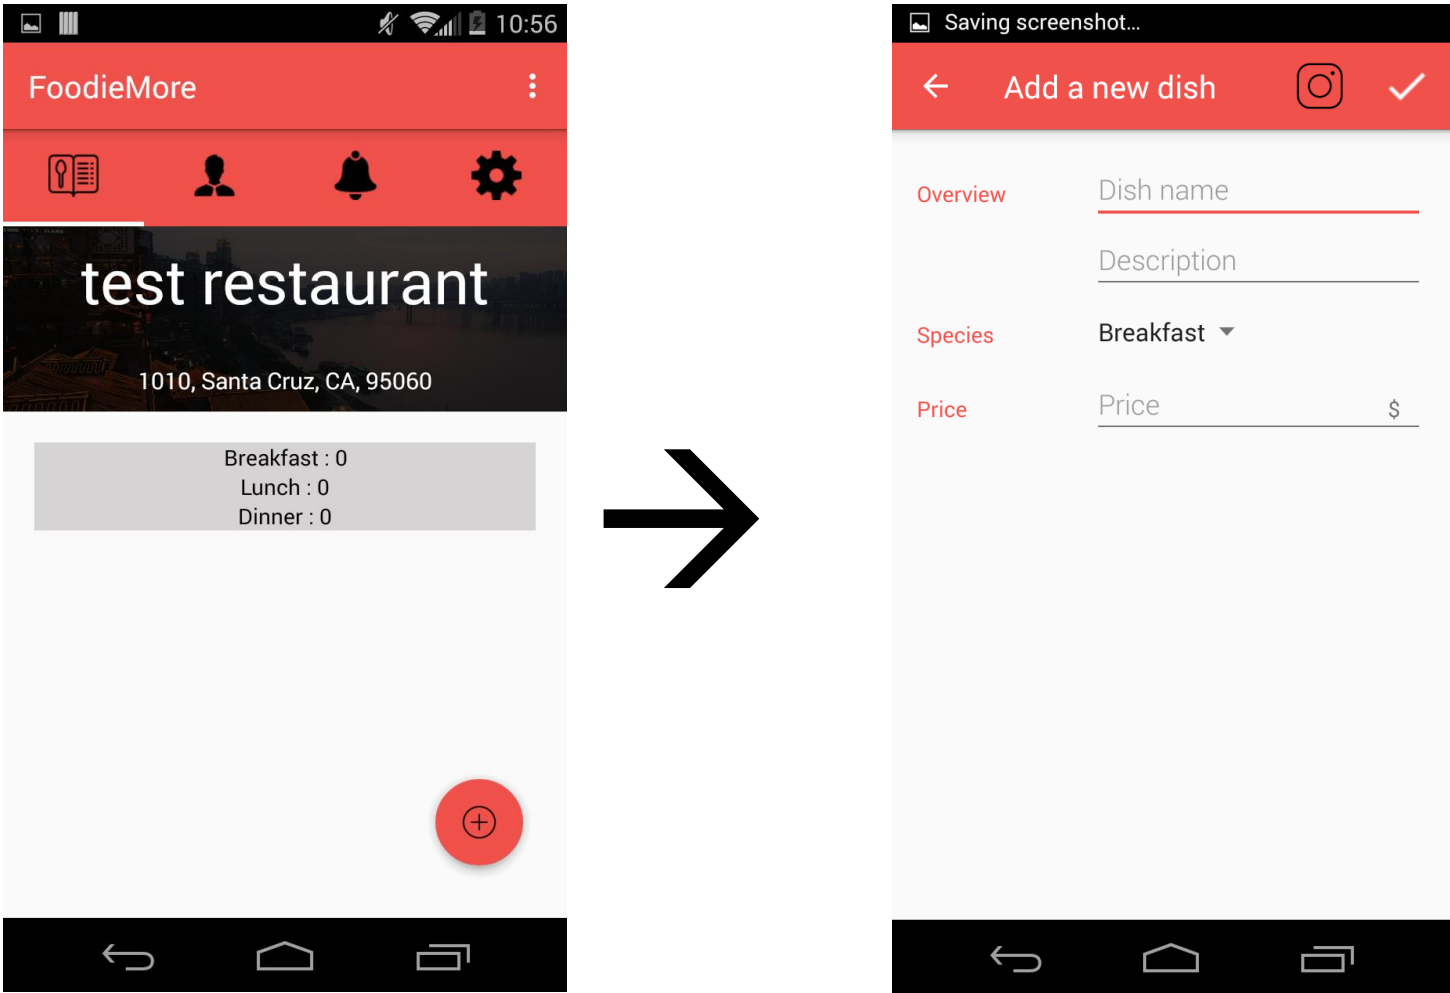 10:56
FoodieMore
test restaurant
1010, Santa Cruz, CA, 95060
Breakfast : 0
Lunch : 0
Dinner : 0
Saving screenshot...
Add a new dish
Overview
Dish name
Description
Species
Breakfast
Price
Price
$